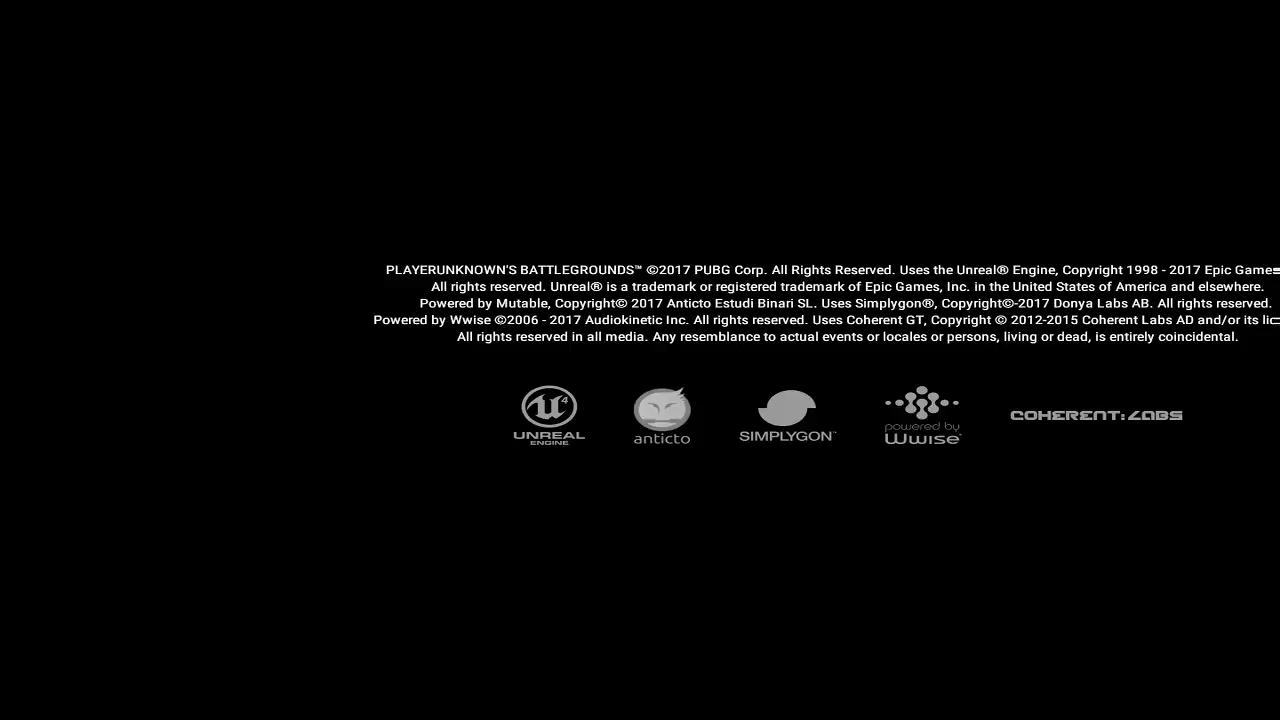 PLAYERUNKNOWN'S BATTLEGROUNDS™ ©2017 PUBG Corp. All Rights Reserved. Uses the Unreal® Engine, Copyright 1998 - 2017 Epic Games
All rights reserved. Unreal® is a trademark or registered trademark of Epic Games, Inc. in the United States of America and elsewhere.
Powered by Mutable, Copyright© 2017 Anticto Estudi Binari SL. Uses Simplygon®, Copyright©-2017 Donya Labs AB. All rights reserved.
Powered by Wwise ©2006 - 2017 Audiokinetic Inc. All rights reserved. Uses Coherent GT, Copyright © 2012-2015 Coherent Labs AD and/or its
All rights reserved in all media. Any resemblance to actual events or locales or persons, living or dead, is entirely coincidental.
U4
UNREAL
ENGINE
anticto
SIMPLYGON™
powered by
Wwise
COHERENT:LABS